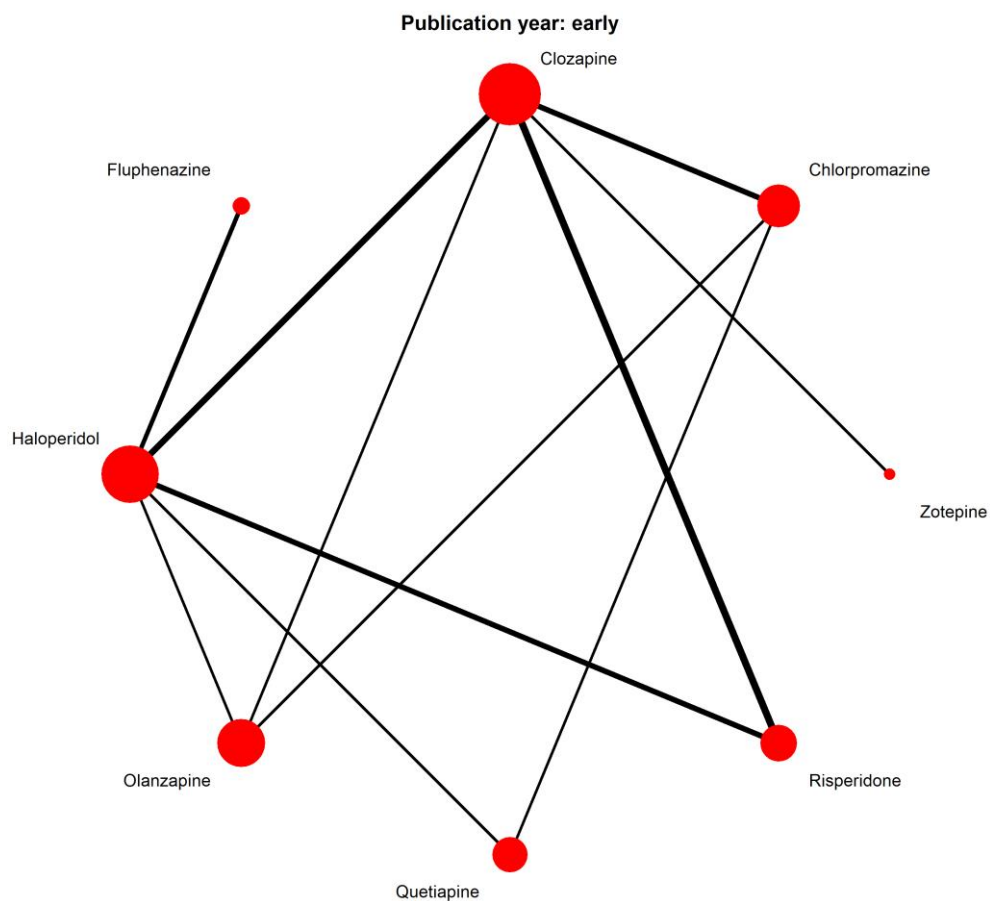 Publication year: early
Clozapine
Fluphenazine
Chlorpromazine
Haloperidol
Zotepine
Olanzapine
Risperidone
Quetiapine